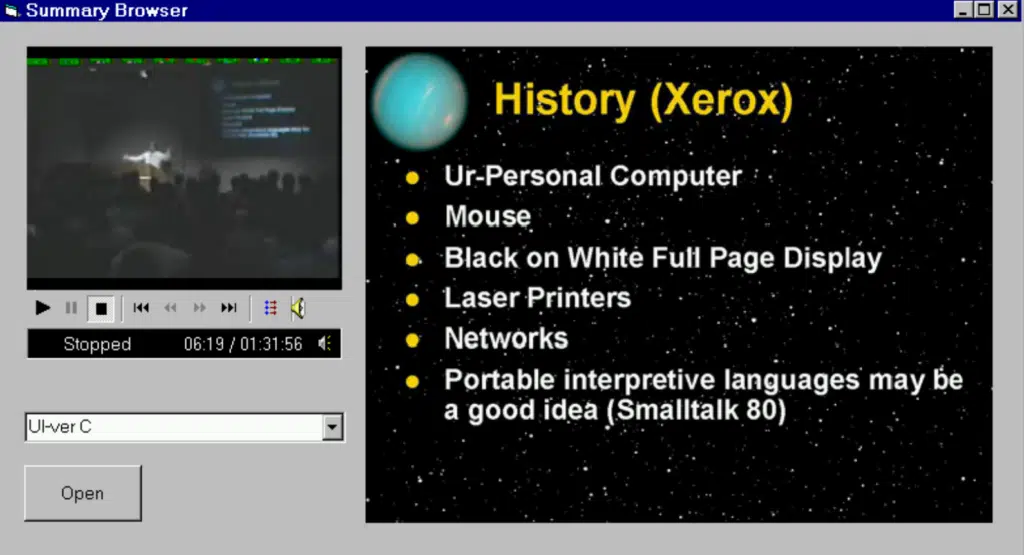 Summary Browser
Stopped 06:19 / 01:31:56
UI-ver C
Open
History (Xerox)
Ur-Personal Computer
Mouse
Black on White Full Page Display
Laser Printers
Networks
Portable interpretive languages may be
a good idea (Smalltalk 80)